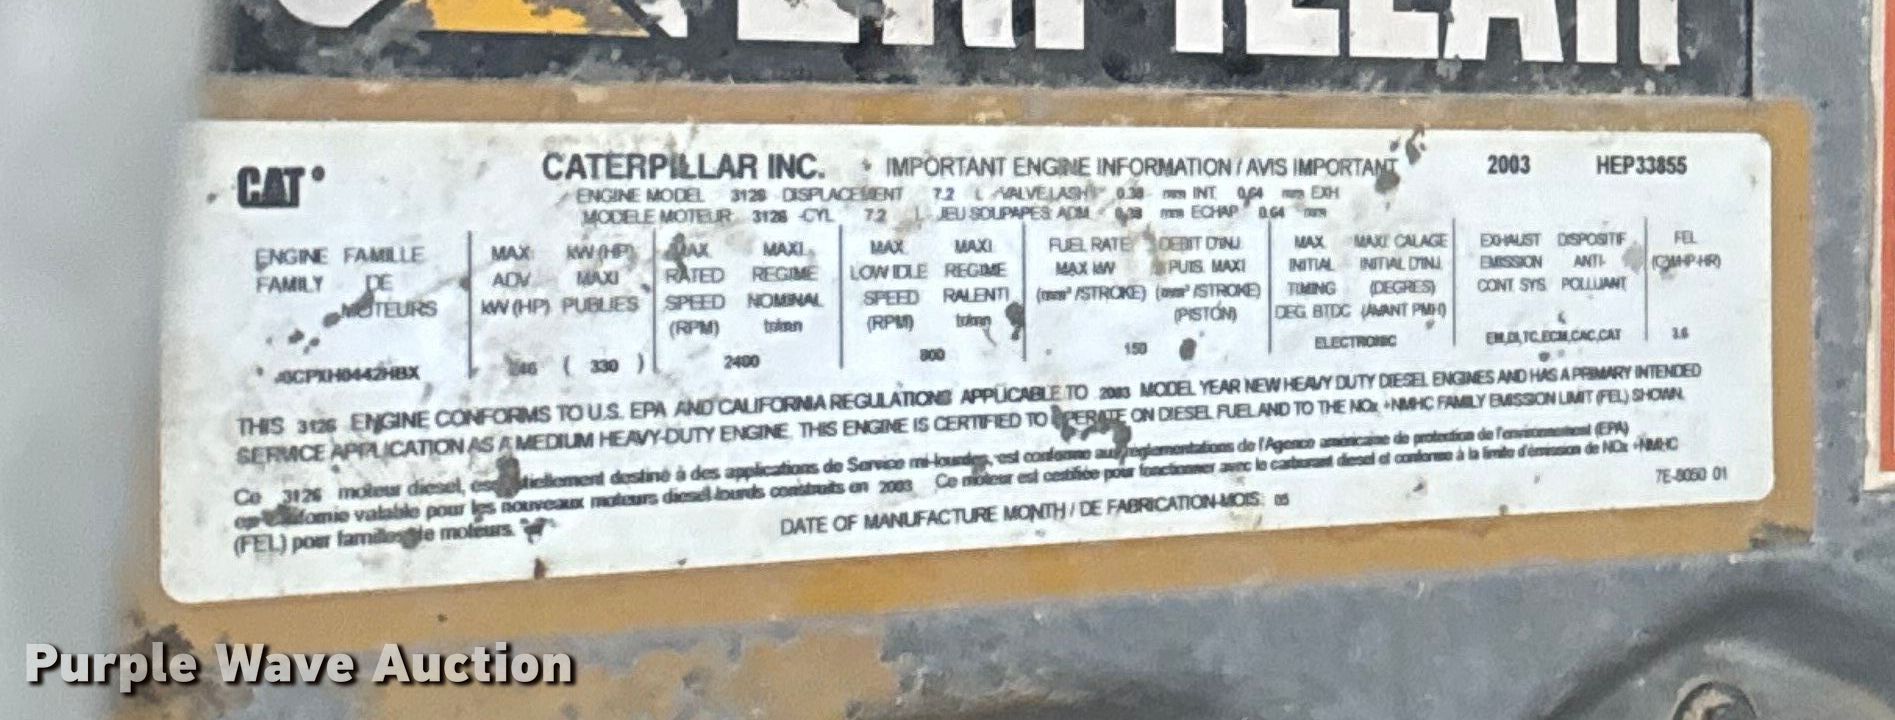 CATERPILLAR
CAT
CATERPILLAR INC. IMPORTANT ENGINE INFORMATION / AVIS IMPORTANT 2003 HEP33855
ENGINE MODEL 3126 DISPLACEMENT 7.2 L VALVE LASH 0.38 mm INT. 0.64 mm EXH
MODELE MOTEUR 3126 -CYL 7.2 L JEU SOUPAPES: ADM. 0.38 mm ECHAP 0.64 mm
ENGINE FAMILLE
FAMILY DE
MOTEURS
MAX KW (HP)
ADV. MAXI
kW (HP) PUBLIES
( 330 )
MAX MAXI.
RATED REGIME
SPEED NOMINAL
(RPM) tr/mn
2400
MAX MAXI.
LOW IDLE REGIME
SPEED RALENTI
(RPM) tr/mn
800
FUEL RATE DEBIT D'INJ.
MAX kW PUIS. MAXI
(mm³ /STROKE) (mm³ /STROKE)
(PISTON)
150
MAX MAXI. CALAGE
INITIAL INITIAL D'INJ.
TIMING (DEGRES)
DEG. BTDC (AVANT PMH)
ELECTRONIC
EXHAUST DISPOSITIF
EMISSION ANTI-
CONT SYS POLLUANT
EM,DI,TC,ECM,CAC,CAT
FEL
(G/BHP-HR)
THIS 3126 ENGINE CONFORMS TO U.S. EPA AND CALIFORNIA REGULATIONS APPLICABLE TO 2003 MODEL YEAR NEW HEAVY DUTY DIESEL ENGINES AND HAS A PRIMARY INTENDED
SERVICE APPLICATION AS A MEDIUM HEAVY-DUTY ENGINE. THIS ENGINE IS CERTIFIED TO OPERATE ON DIESEL FUEL AND TO THE NOx +NMHC FAMILY EMISSION LIMIT (FEL) SHOWN.
Ce 3126 moteur diesel, essentiellement destiné à des applications de Service mi-lourdes, est conforme aux réglementations de l'Agence américaine de protection de l'environnement (EPA)
en Californie valable pour les nouveaux moteurs diesel lourds construits en 2003 Ce moteur est certifiée pour fonctionner avec le carburant diesel et conforme à la limite d'émission de NOx +NMHC
(FEL) pour familles de moteurs.
DATE OF MANUFACTURE MONTH / DE FABRICATION-MOIS: 05
7E-8050 01
Purple Wave Auction